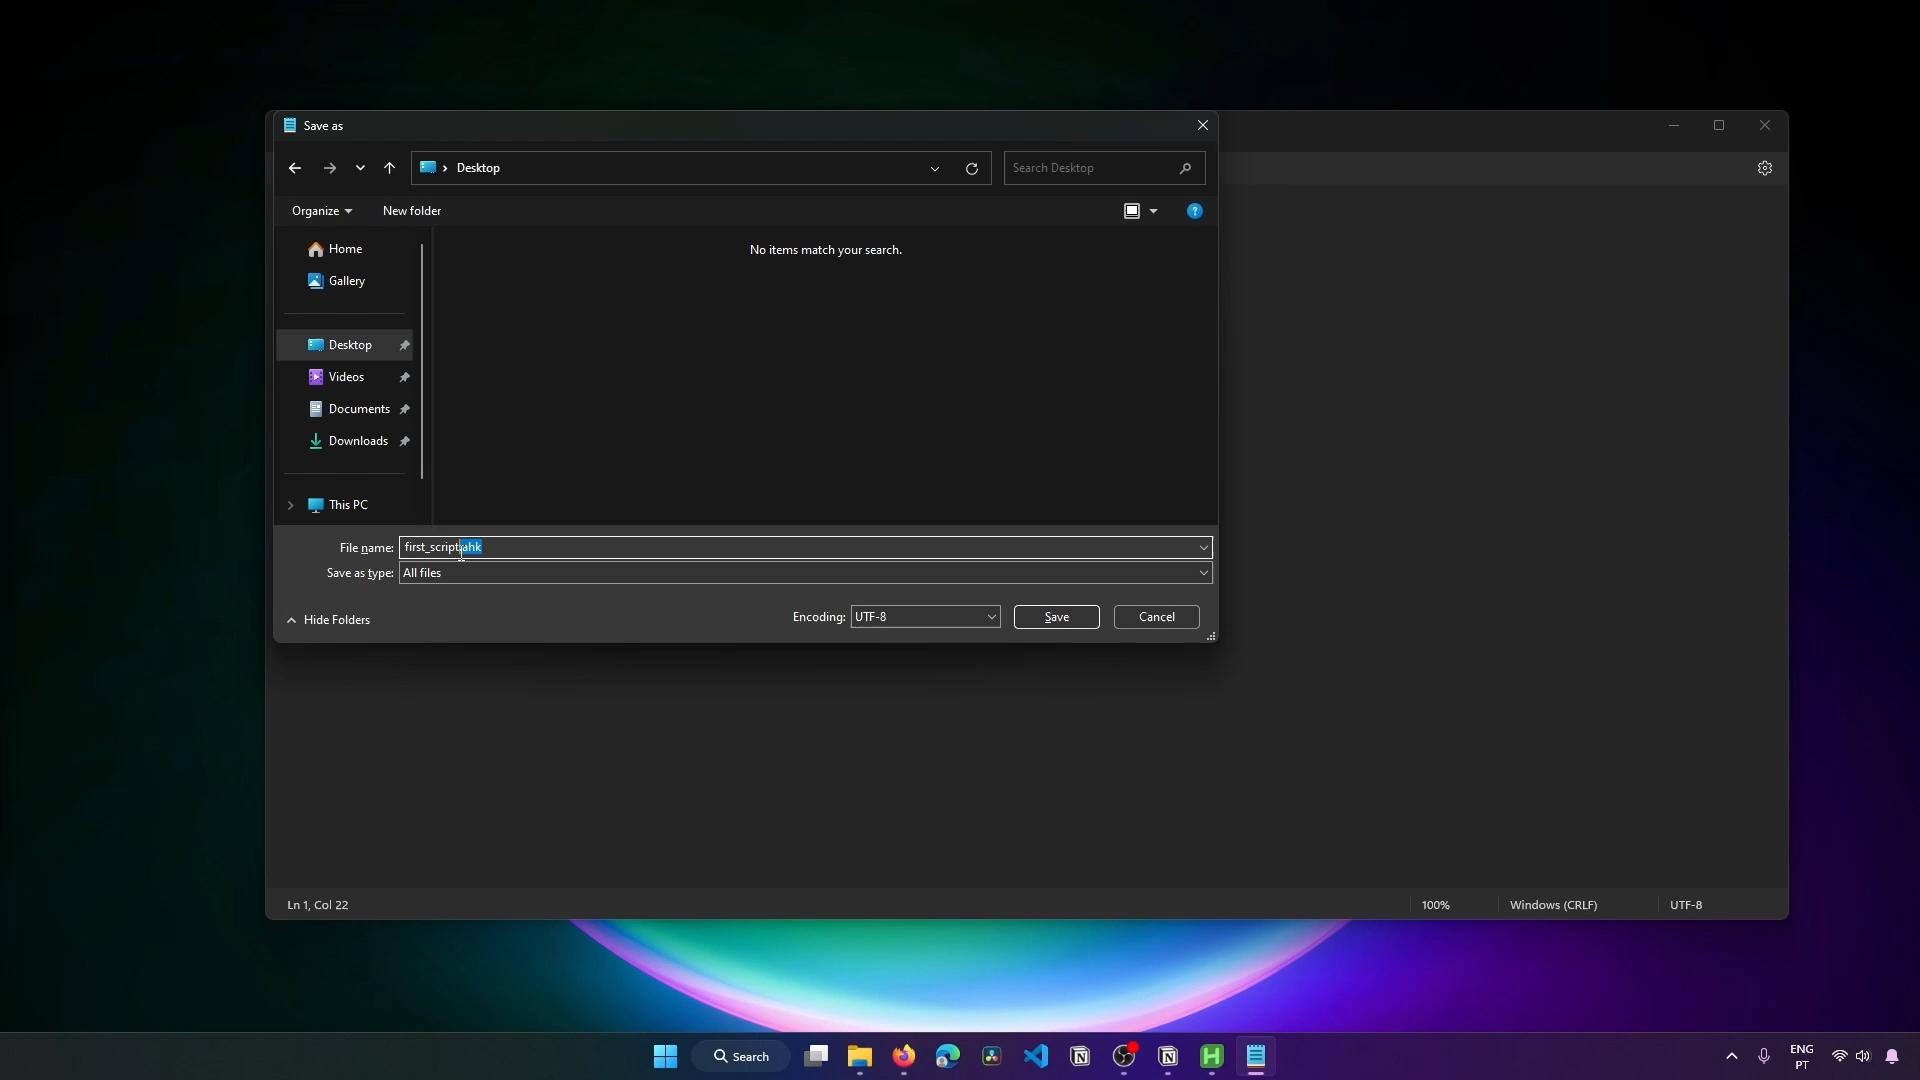 Save as
Desktop
Search Desktop
Organize
New folder
?
Home
No items match your search.
Gallery
Desktop
Videos
Documents
Downloads
This PC
File name: first_script.ahk
Save as type: All files
Hide Folders
Encoding: UTF-8
Save
Cancel
Ln 1, Col 22
100%
Windows (CRLF)
UTF-8
Search
ENG
PT